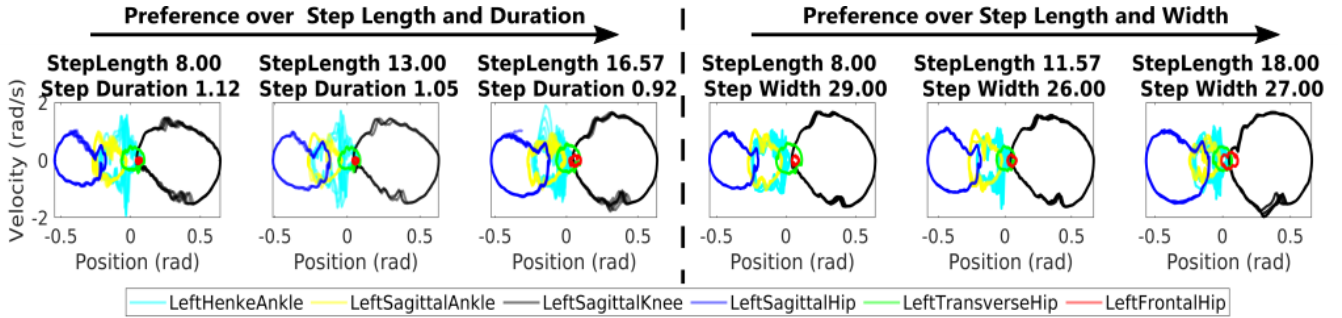 Preference over Step Length and Duration
Preference over Step Length and Width
StepLength 8.00
Step Duration 1.12
StepLength 13.00
Step Duration 1.05
StepLength 16.57
Step Duration 0.92
StepLength 8.00
Step Width 29.00
StepLength 11.57
Step Width 26.00
StepLength 18.00
Step Width 27.00
Velocity (rad/s)
2
0
-2
-0.5 0 0.5
-0.5 0 0.5
-0.5 0 0.5
-0.5 0 0.5
-0.5 0 0.5
-0.5 0 0.5
Position (rad)
Position (rad)
Position (rad)
Position (rad)
Position (rad)
Position (rad)
LeftHenkeAnkle LeftSagittalAnkle LeftSagittalKnee LeftSagittalHip LeftTransverseHip LeftFrontalHip